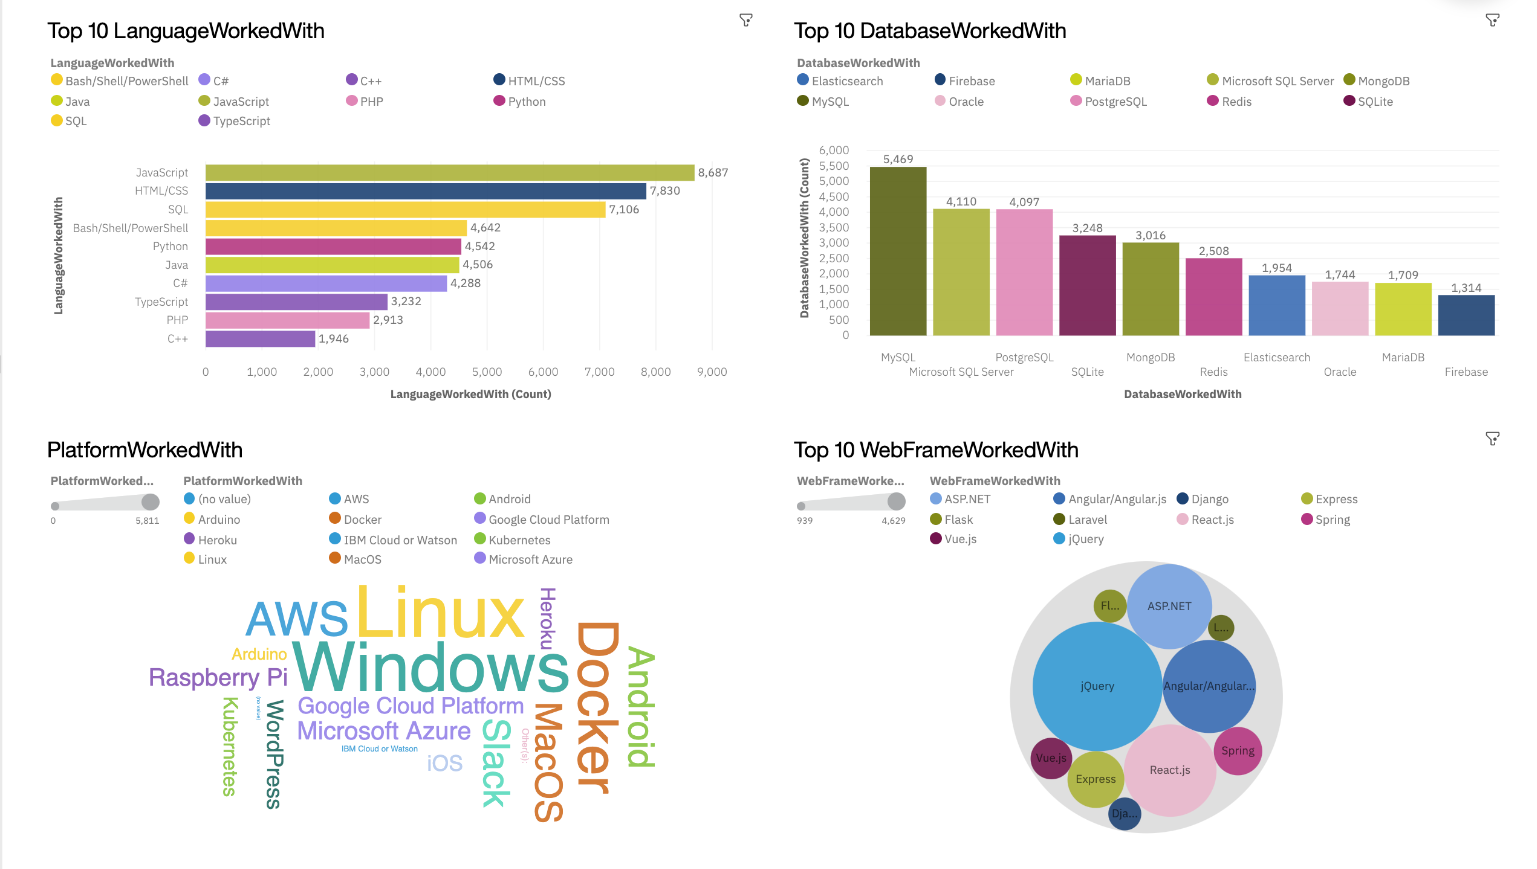 Top 10 LanguageWorkedWith
LanguageWorkedWith
Bash/Shell/PowerShell C# C++ HTML/CSS
Java JavaScript PHP Python
SQL TypeScript
LanguageWorkedWith
JavaScript 8,687
HTML/CSS 7,830
SQL 7,106
Bash/Shell/PowerShell 4,642
Python 4,542
Java 4,506
C# 4,288
TypeScript 3,232
PHP 2,913
C++ 1,946
0 1,000 2,000 3,000 4,000 5,000 6,000 7,000 8,000 9,000
LanguageWorkedWith (Count)
Top 10 DatabaseWorkedWith
DatabaseWorkedWith
Elasticsearch Firebase MariaDB Microsoft SQL Server MongoDB
MySQL Oracle PostgreSQL Redis SQLite
DatabaseWorkedWith (Count)
6,000
5,500
5,000
4,500
4,000
3,500
3,000
2,500
2,000
1,500
1,000
500
0
5,469 4,110 4,097 3,248 3,016 2,508 1,954 1,744 1,709 1,314
MySQL PostgreSQL MongoDB Elasticsearch MariaDB
Microsoft SQL Server SQLite Redis Oracle Firebase
DatabaseWorkedWith
PlatformWorkedWith
PlatformWorked...
0 5,811
PlatformWorkedWith
(no value) AWS Android
Arduino Docker Google Cloud Platform
Heroku IBM Cloud or Watson Kubernetes
Linux MacOS Microsoft Azure
AWS
Linux
Heroku
Docker
Android
Arduino
Windows
Raspberry Pi
Kubernetes
(no value)
WordPress
Google Cloud Platform
Microsoft Azure
IBM Cloud or Watson
iOS
Slack
Other(s):
MacOS
Top 10 WebFrameWorkedWith
WebFrameWorke...
939 4,629
WebFrameWorkedWith
ASP.NET Angular/Angular.js Django Express
Flask Laravel React.js Spring
Vue.js jQuery
Fl...
ASP.NET
L...
jQuery
Angular/Angular...
Vue.js
Express
React.js
Spring
Dja...